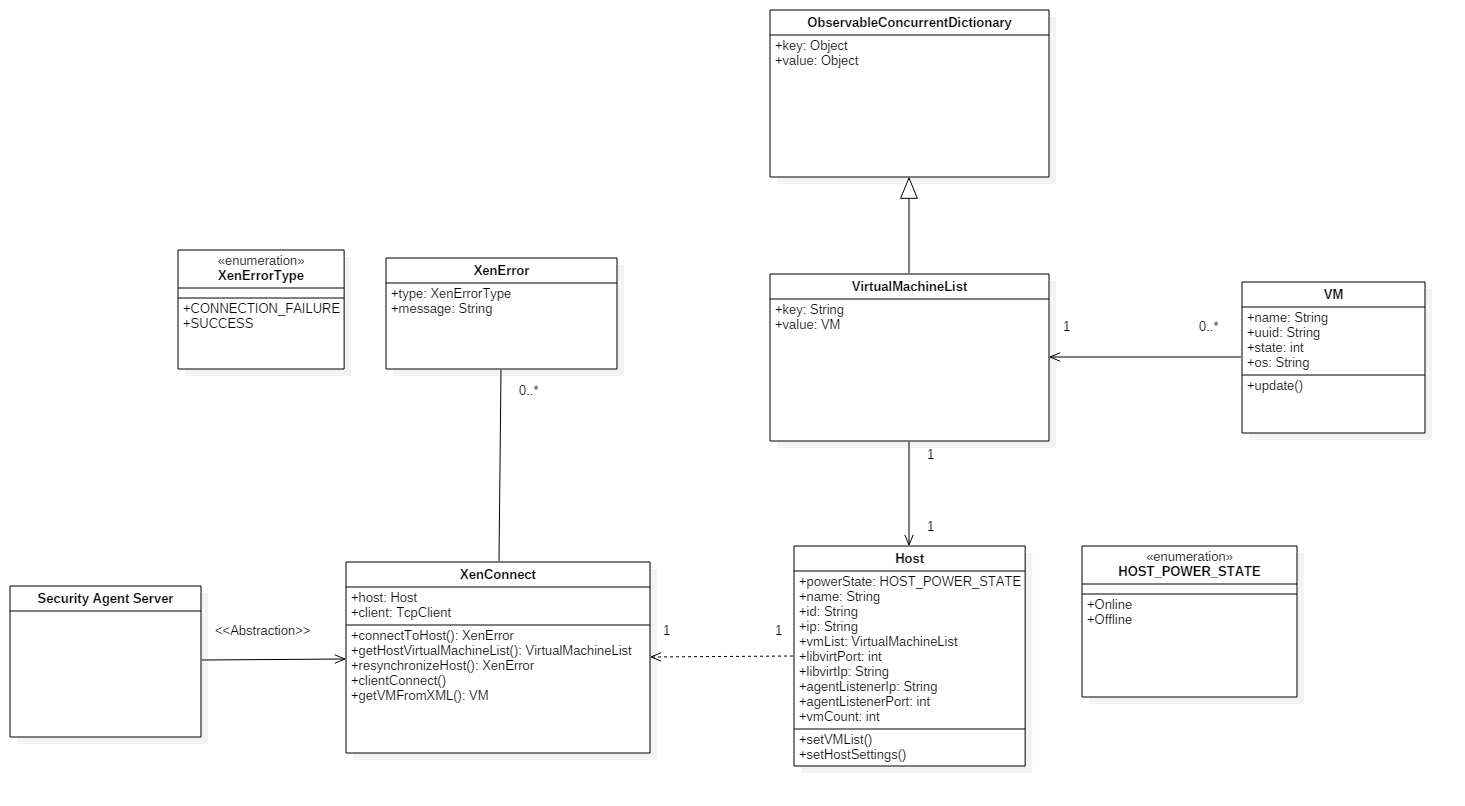 ObservableConcurrentDictionary
+key: Object
+value: Object
«enumeration»
XenErrorType
+CONNECTION_FAILURE
+SUCCESS
XenError
+type: XenErrorType
+message: String
0..*
VirtualMachineList
+key: String
+value: VM
1
0..*
VM
+name: String
+uuid: String
+state: int
+os: String
+update()
1
1
Security Agent Server
<<Abstraction>>
XenConnect
+host: Host
+client: TcpClient
+connectToHost(): XenError
+getHostVirtualMachineList(): VirtualMachineList
+resynchronizeHost(): XenError
+clientConnect()
+getVMFromXML(): VM
1
1
Host
+powerState: HOST_POWER_STATE
+name: String
+id: String
+ip: String
+vmList: VirtualMachineList
+libvirtPort: int
+libvirtIp: String
+agentListenerIp: String
+agentListenerPort: int
+vmCount: int
+setVMList()
+setHostSettings()
«enumeration»
HOST_POWER_STATE
+Online
+Offline